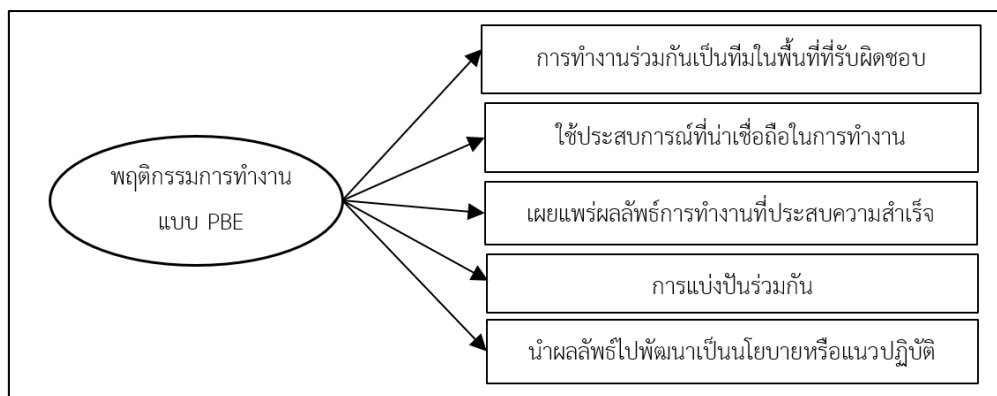 การทำงานร่วมกันเป็นทีมในพื้นที่ที่รับผิดชอบ
ใช้ประสบการณ์ที่น่าเชื่อถือในการทำงาน
พฤติกรรมการทำงาน
แบบ PBE
เผยแพร่ผลลัพธ์การทำงานที่ประสบความสำเร็จ
การแบ่งปันร่วมกัน
นำผลลัพธ์ไปพัฒนาเป็นนโยบายหรือแนวปฏิบัติ